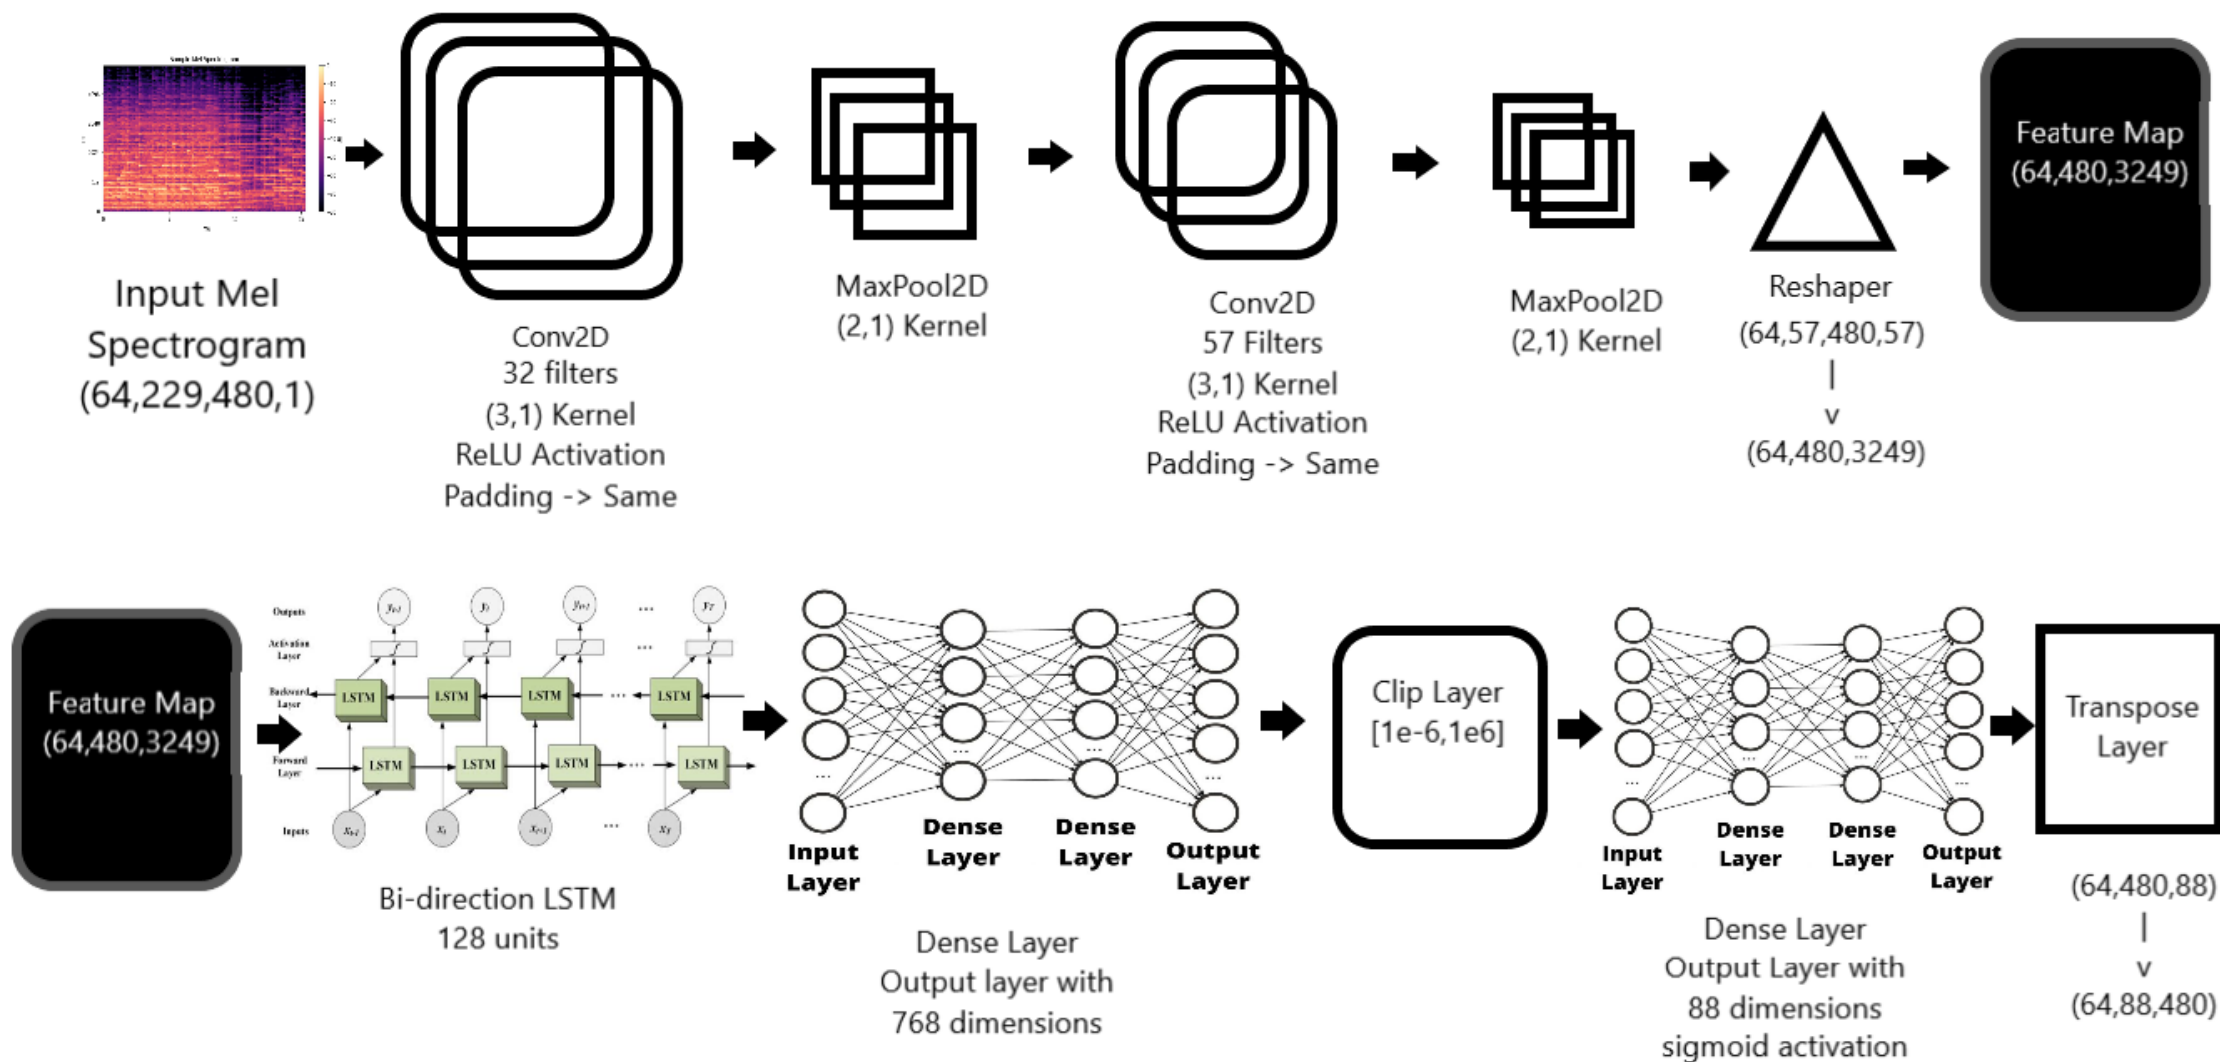 Input Mel
Spectrogram
(64,229,480,1)
Conv2D
32 filters
(3,1) Kernel
ReLU Activation
Padding -> Same
MaxPool2D
(2,1) Kernel
Conv2D
57 Filters
(3,1) Kernel
ReLU Activation
Padding -> Same
MaxPool2D
(2,1) Kernel
Reshaper
(64,57,480,57)
|
v
(64,480,3249)
Feature Map
(64,480,3249)
Feature Map
(64,480,3249)
Outputs
Activation
Layer
Backward
Layer
Forward
Layer
Inputs
LSTM LSTM LSTM ... LSTM
LSTM LSTM LSTM ... LSTM
Bi-direction LSTM
128 units
Input
Layer
Dense
Layer
Dense
Layer
Output
Layer
Dense Layer
Output layer with
768 dimensions
Clip Layer
[1e-6,1e6]
Input
Layer
Dense
Layer
Dense
Layer
Output
Layer
Dense Layer
Output Layer with
88 dimensions
sigmoid activation
Transpose
Layer
(64,480,88)
|
v
(64,88,480)